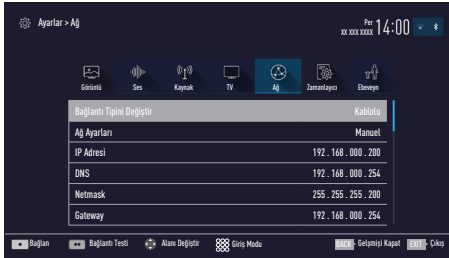 Ayarlar > Ağ
Per
xx xxx xxxx 14:00
Görüntü Ses Kaynak TV Ağ Zamanlayıcı Ebeveyn
Bağlantı Tipini Değiştir Kablolu
Ağ Ayarları Manuel
IP Adresi 192 . 168 . 000 . 200
DNS 192 . 168 . 000 . 254
Netmask 255 . 255 . 255 . 200
Gateway 192 . 168 . 000 . 254
Bağlan Bağlantı Testi Alanı Değiştir Giriş Modu BACK - Gelşmişi Kapat EXIT - Çıkış